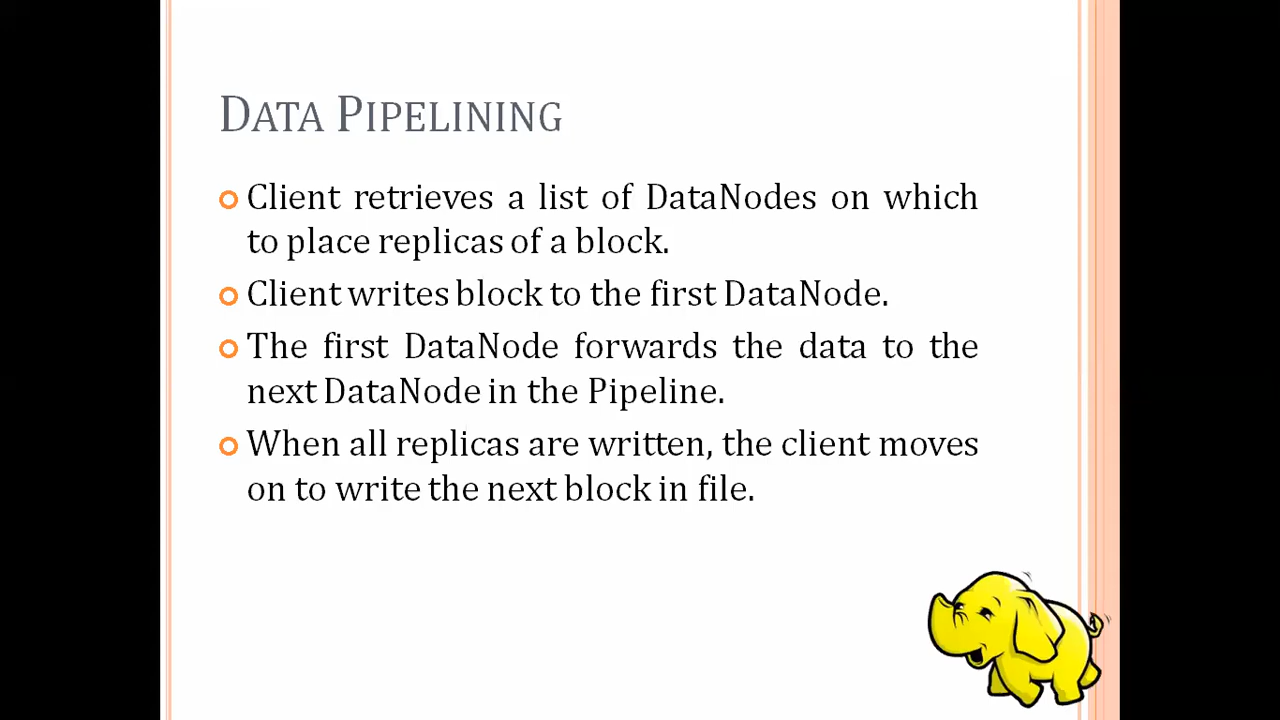 DATA PIPELINING
Client retrieves a list of DataNodes on which
to place replicas of a block.
Client writes block to the first DataNode.
The first DataNode forwards the data to the
next DataNode in the Pipeline.
When all replicas are written, the client moves
on to write the next block in file.